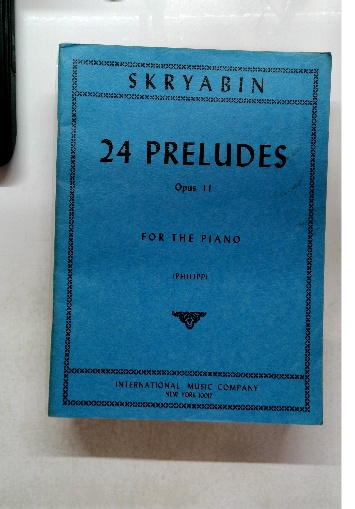 SKRYABIN
24 PRELUDES
Opus 11
FOR THE PIANO
(PHILIPP)
INTERNATIONAL MUSIC COMPANY
NEW YORK 10017